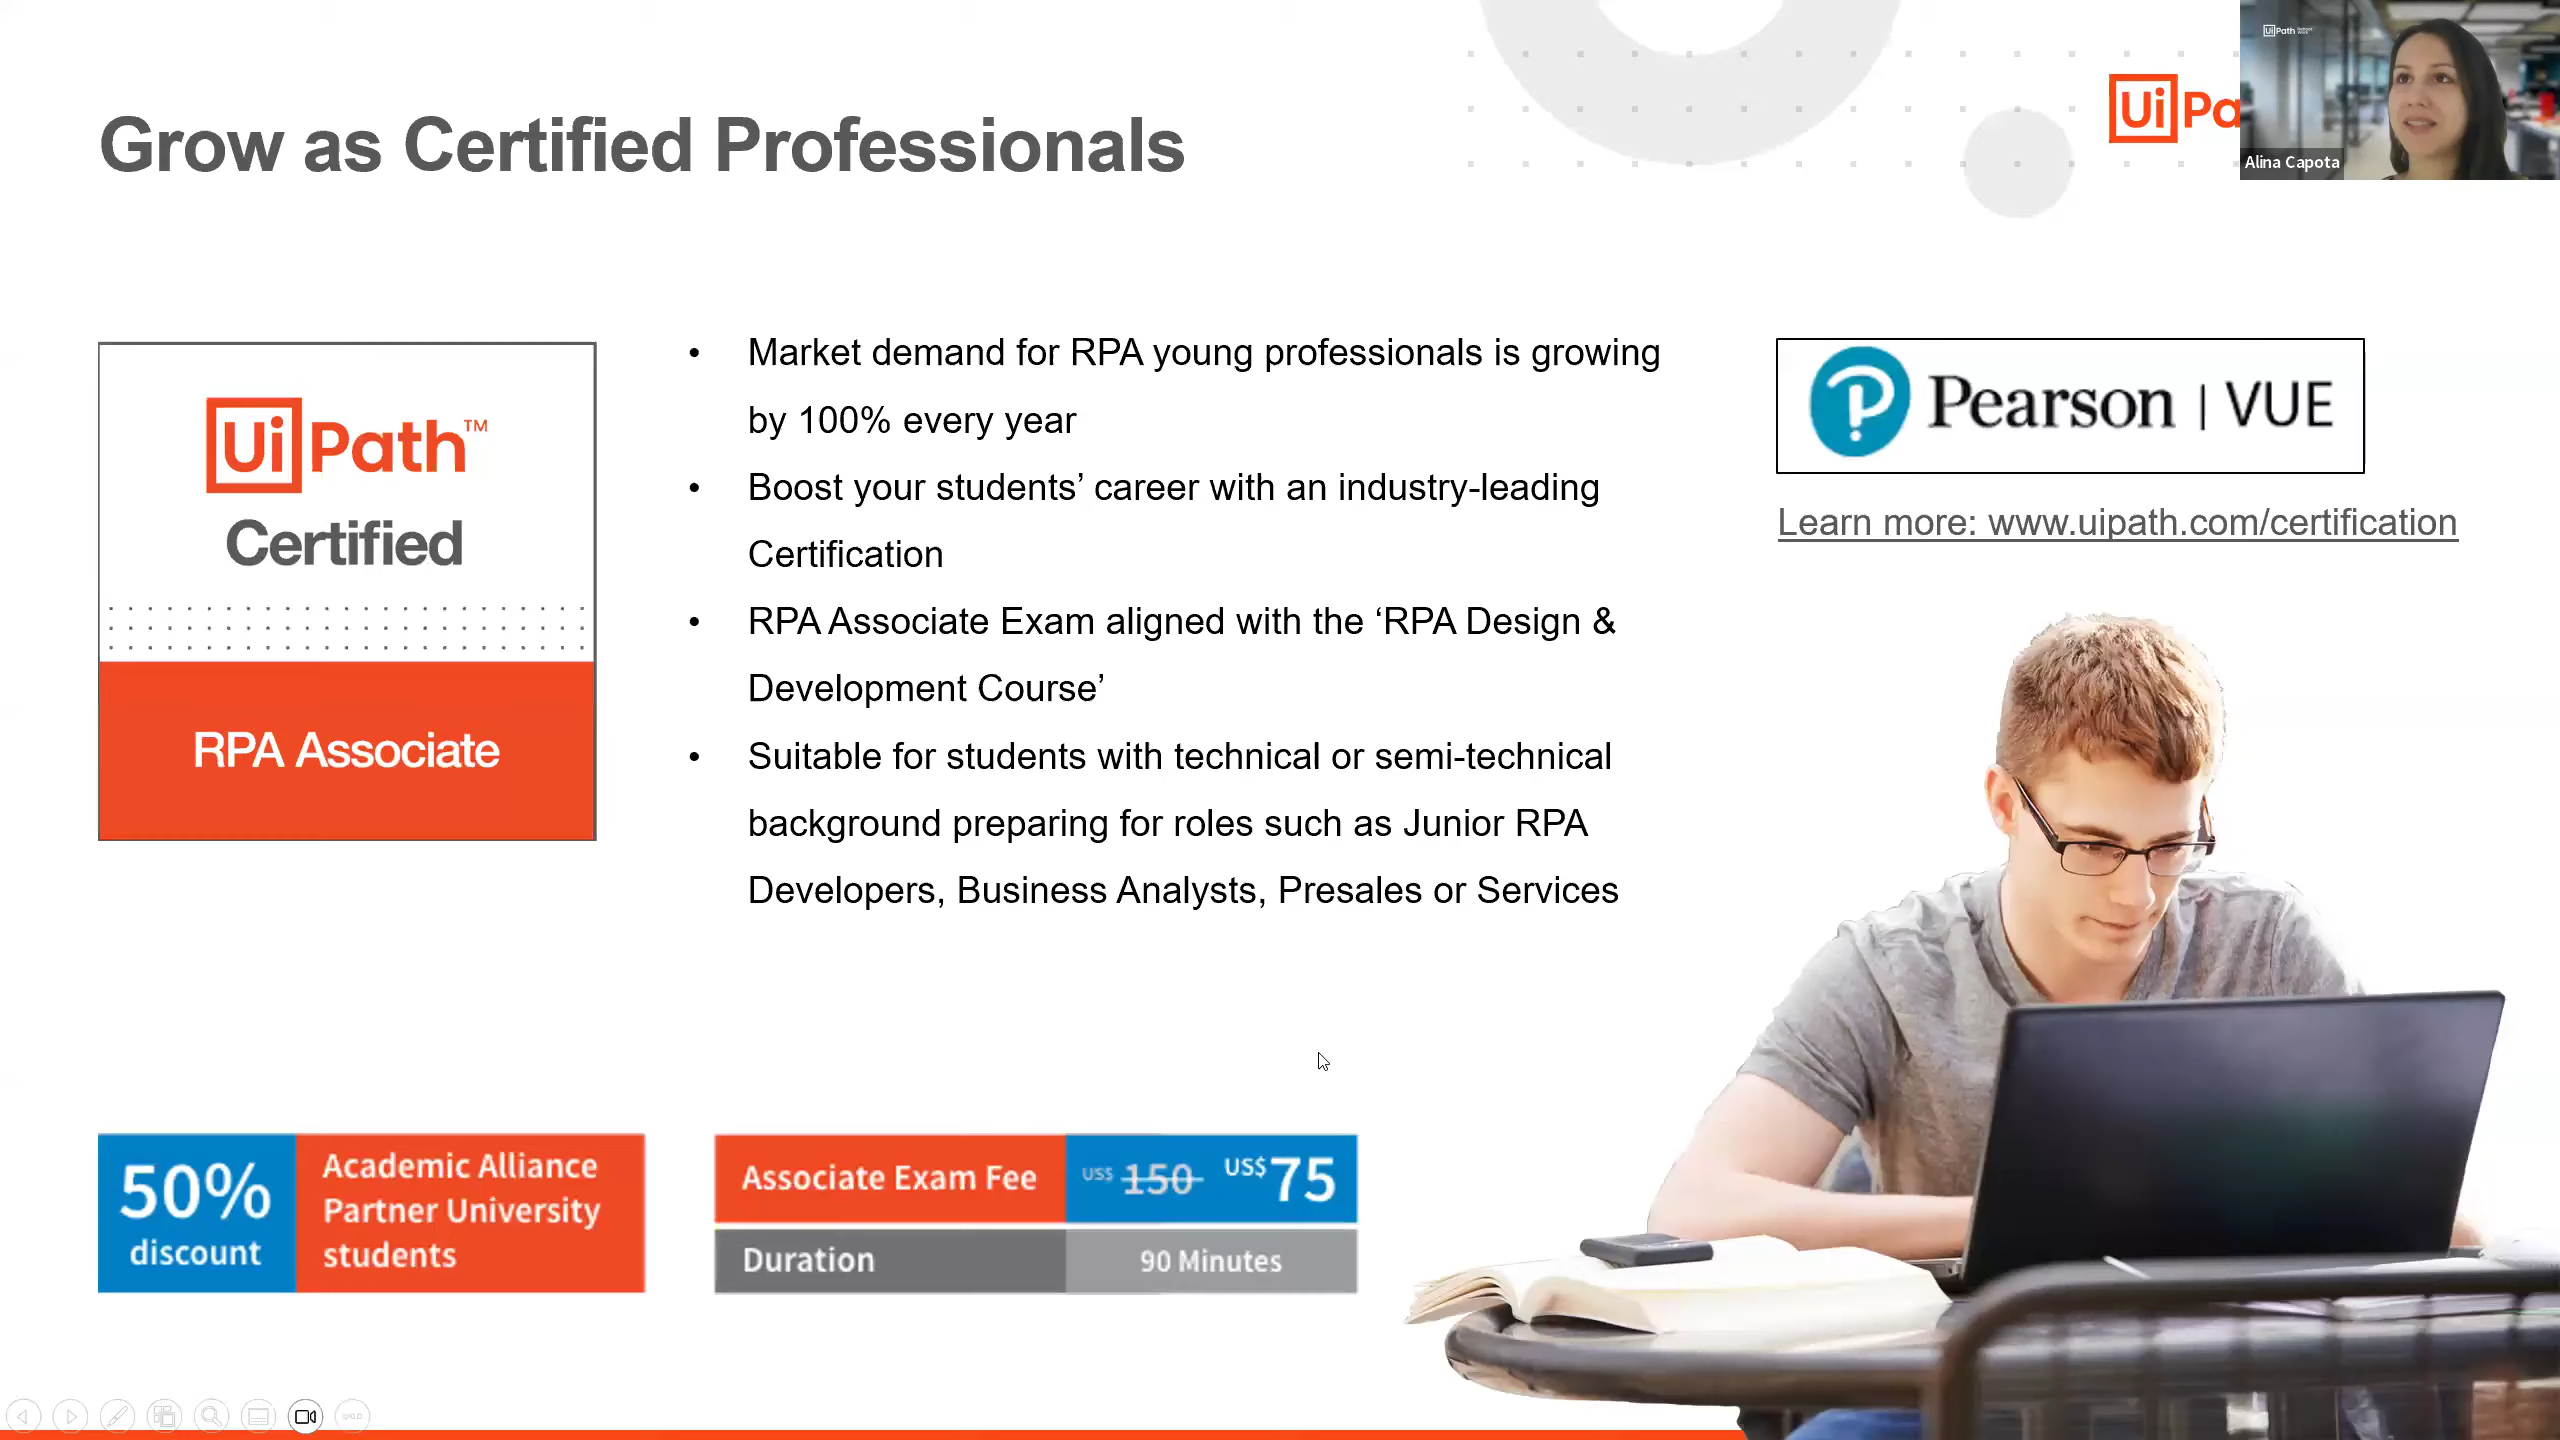 Grow as Certified Professionals
Ui Pa
UiPath
Alina Capota
UiPath™
Certified
RPA Associate
• Market demand for RPA young professionals is growing
by 100% every year
• Boost your students’ career with an industry-leading
Certification
• RPA Associate Exam aligned with the ‘RPA Design &
Development Course’
• Suitable for students with technical or semi-technical
background preparing for roles such as Junior RPA
Developers, Business Analysts, Presales or Services
Pearson | VUE
Learn more: www.uipath.com/certification
50%
discount
Academic Alliance
Partner University
students
Associate Exam Fee US$ 150 US$ 75
Duration 90 Minutes